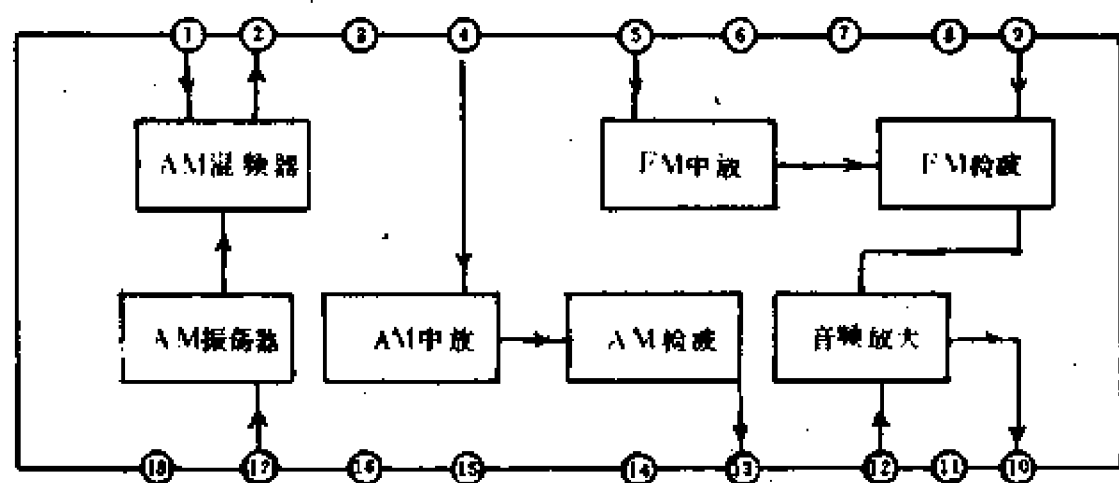 ① ② ③ ④ ⑤ ⑥ ⑦ ⑧ ⑨
AM混频器
FM中放
FM检波
AM振荡器
AM中放
AM检波
音频放大
⑱ ⑰ ⑯ ⑮ ⑭ ⑬ ⑫ ⑪ ⑩